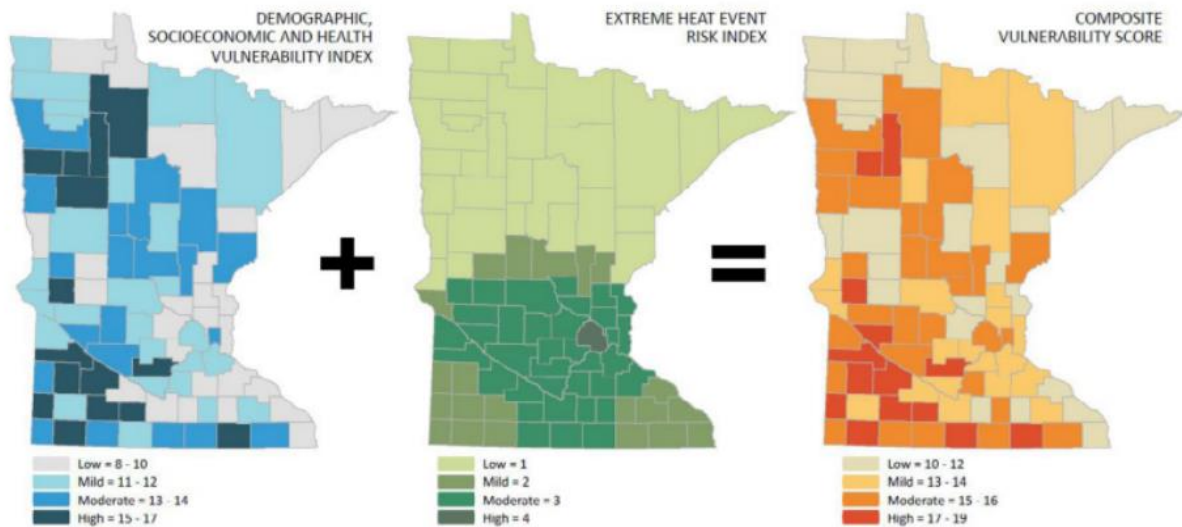 DEMOGRAPHIC,
SOCIOECONOMIC AND HEALTH
VULNERABILITY INDEX
EXTREME HEAT EVENT
RISK INDEX
COMPOSITE
VULNERABILITY SCORE
+
=
Low = 8 - 10
Mild = 11 - 12
Moderate = 13 - 14
High = 15 - 17
Low = 1
Mild = 2
Moderate = 3
High = 4
Low = 10 - 12
Mild = 13 - 14
Moderate = 15 - 16
High = 17 - 19